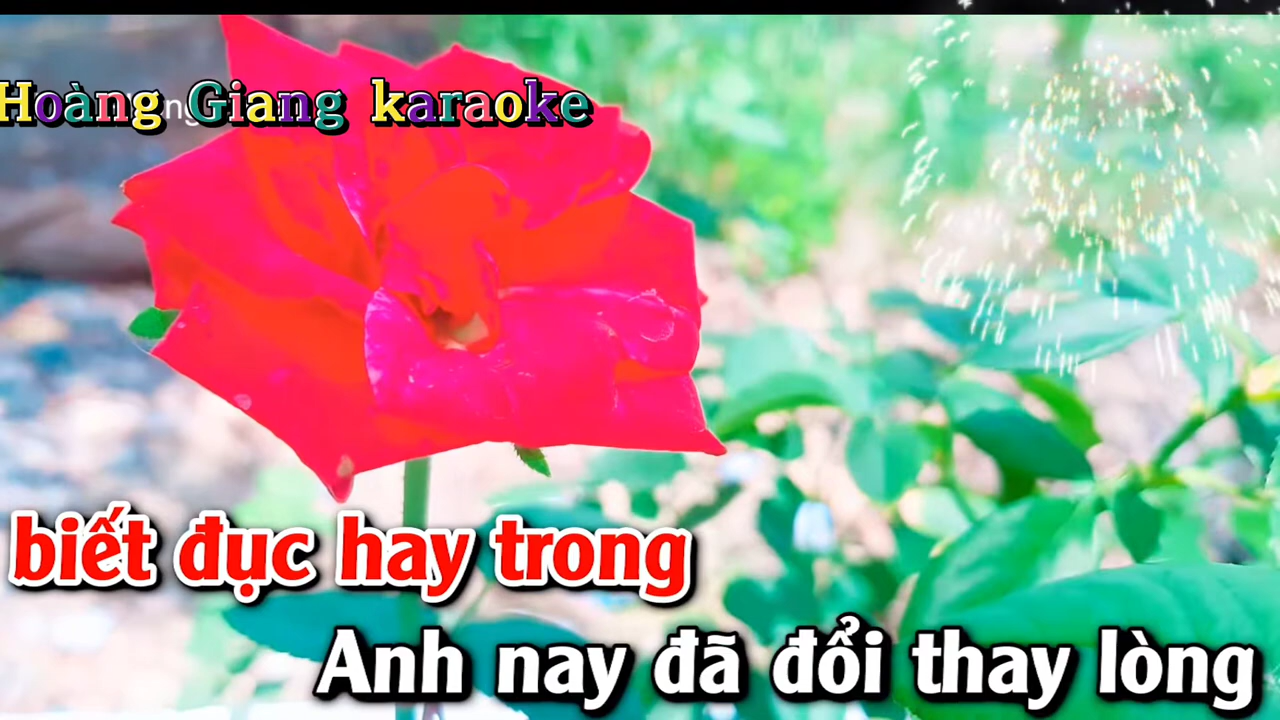 Hoàng Giang karaoke
biết đục hay trong
Anh nay đã đổi thay lòng